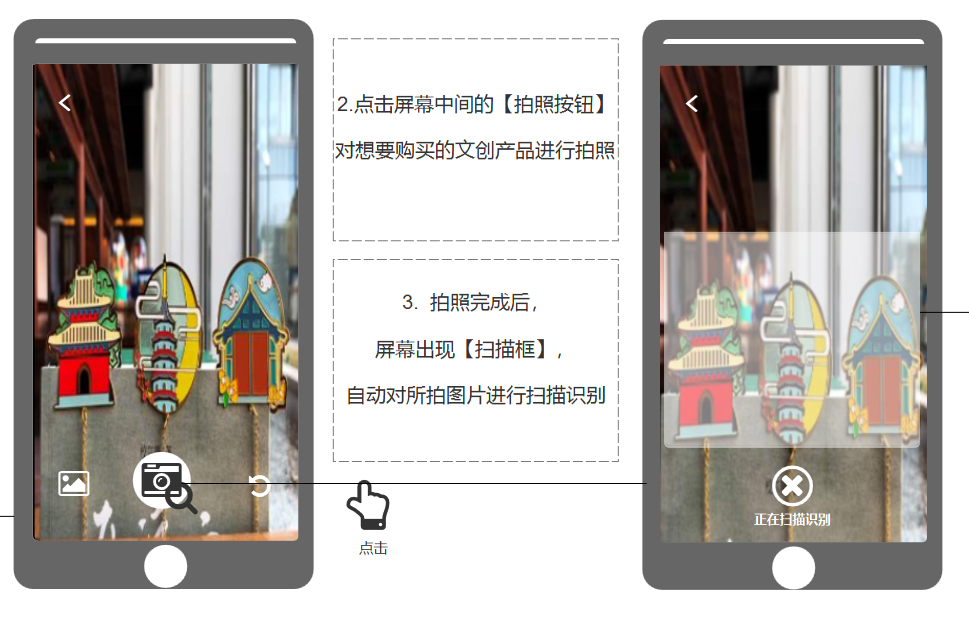 2.点击屏幕中间的【拍照按钮】
对想要购买的文创产品进行拍照
3. 拍照完成后，
屏幕出现【扫描框】，
自动对所拍图片进行扫描识别
点击
正在扫描识别